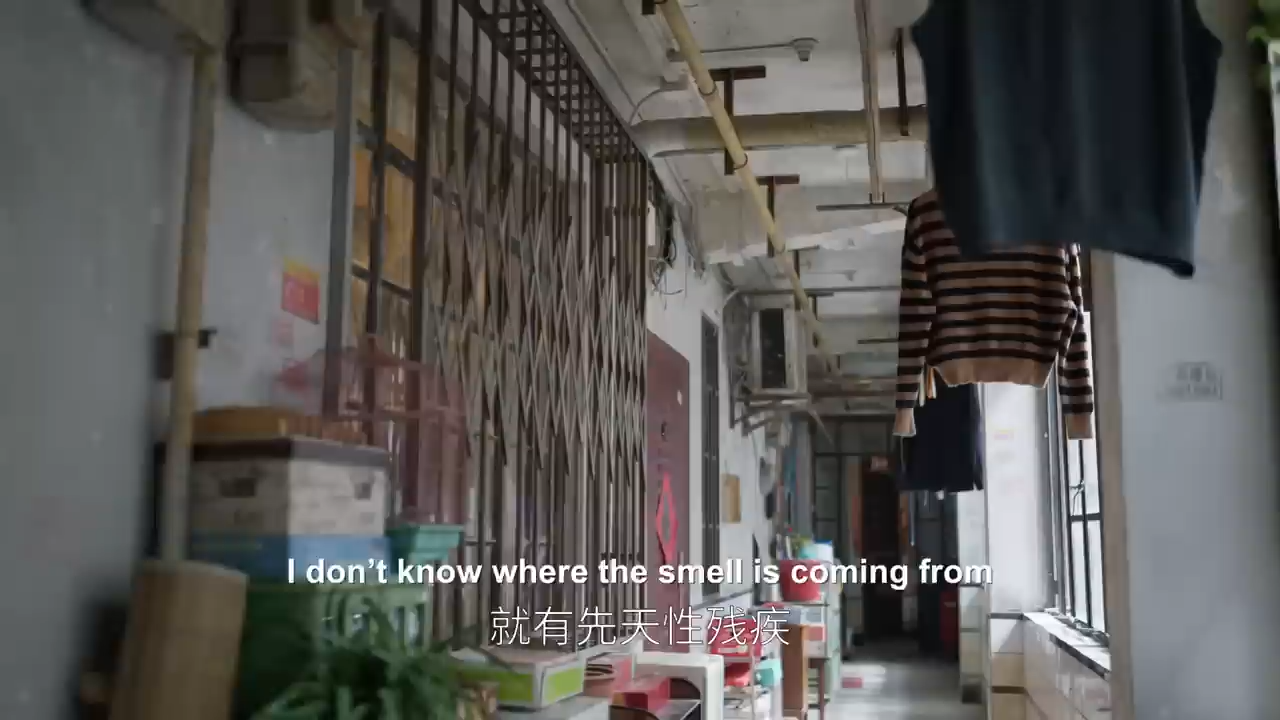 I don’t know where the smell is coming from
就有先天性残疾